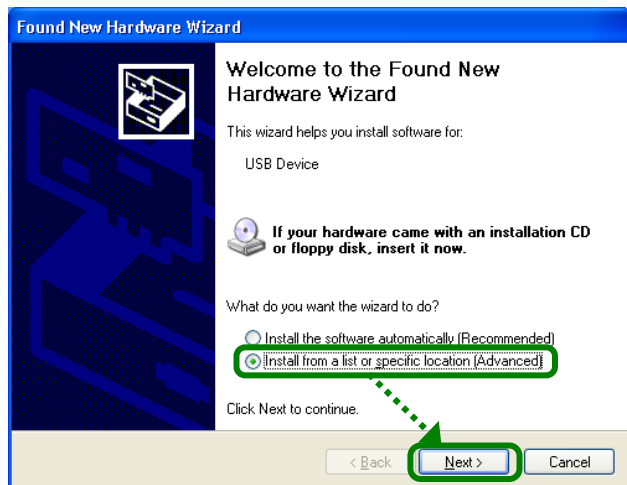 Found New Hardware Wizard
Welcome to the Found New
Hardware Wizard
This wizard helps you install software for:
USB Device
If your hardware came with an installation CD
or floppy disk, insert it now.
What do you want the wizard to do?
Install the software automatically (Recommended)
Install from a list or specific location (Advanced)
Click Next to continue.
< Back
Next >
Cancel